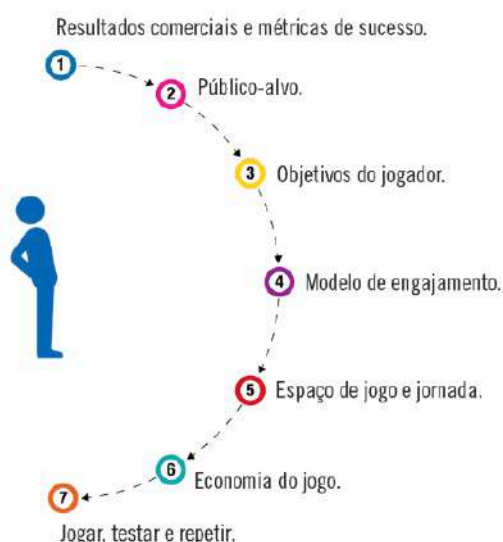 Resultados comerciais e métricas de sucesso.
1
2 Público-alvo.
3 Objetivos do jogador.
4 Modelo de engajamento.
5 Espaço de jogo e jornada.
6 Economia do jogo.
7
Jogar, testar e repetir.